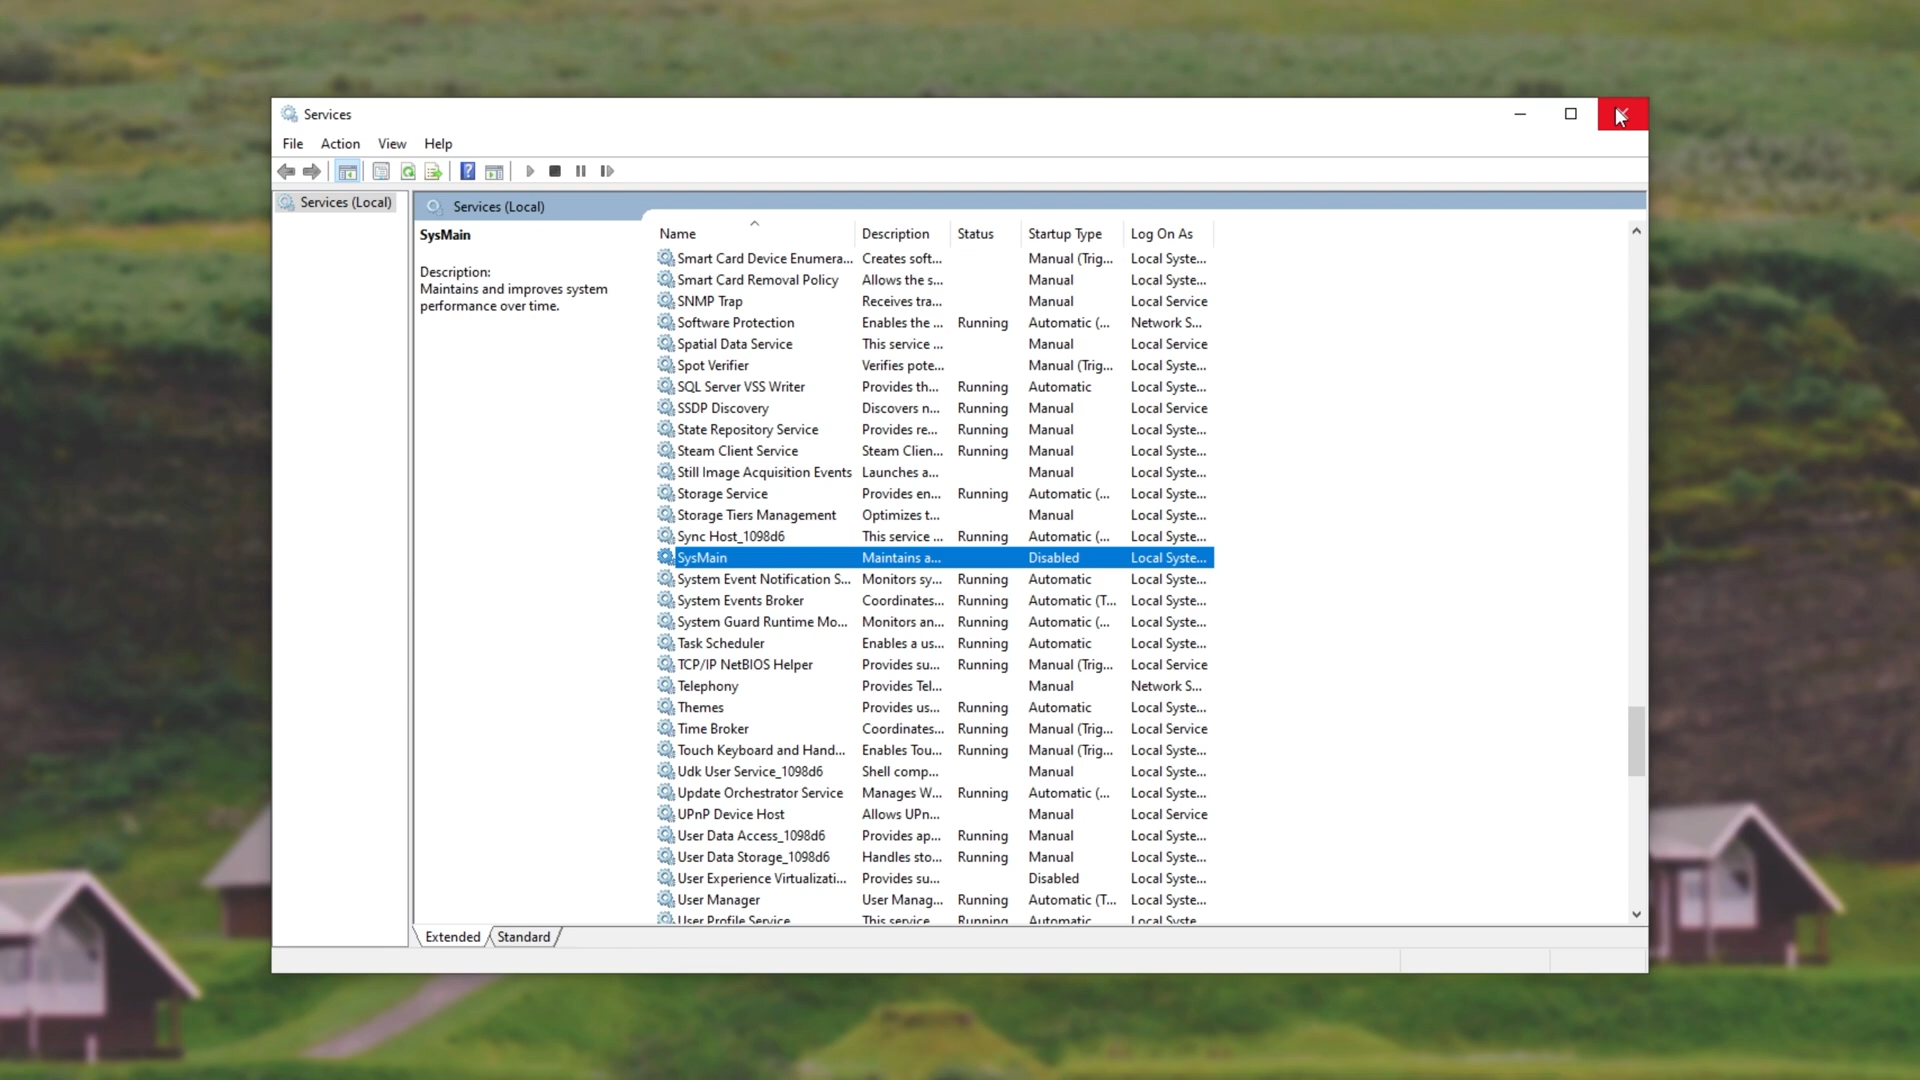 Services
File Action View Help
Services (Local)
Services (Local)
SysMain
Description:
Maintains and improves system
performance over time.
Name Description Status Startup Type Log On As
Smart Card Device Enumera... Creates soft... Manual (Trig... Local Syste...
Smart Card Removal Policy Allows the s... Manual Local Syste...
SNMP Trap Receives tra... Manual Local Service
Software Protection Enables the ... Running Automatic (... Network S...
Spatial Data Service This service ... Manual Local Service
Spot Verifier Verifies pote... Manual (Trig... Local Syste...
SQL Server VSS Writer Provides th... Running Automatic Local Syste...
SSDP Discovery Discovers n... Running Manual Local Service
State Repository Service Provides re... Running Manual Local Syste...
Steam Client Service Steam Clien... Running Manual Local Syste...
Still Image Acquisition Events Launches a... Manual Local Syste...
Storage Service Provides en... Running Automatic (... Local Syste...
Storage Tiers Management Optimizes t... Manual Local Syste...
Sync Host_1098d6 This service ... Running Automatic (... Local Syste...
SysMain Maintains a... Disabled Local Syste...
System Event Notification S... Monitors sy... Running Automatic Local Syste...
System Events Broker Coordinates... Running Automatic (T... Local Syste...
System Guard Runtime Mo... Monitors an... Running Automatic (... Local Syste...
Task Scheduler Enables a us... Running Automatic Local Syste...
TCP/IP NetBIOS Helper Provides su... Running Manual (Trig... Local Service
Telephony Provides Tel... Manual Network S...
Themes Provides us... Running Automatic Local Syste...
Time Broker Coordinates... Running Manual (Trig... Local Service
Touch Keyboard and Hand... Enables Tou... Running Manual (Trig... Local Syste...
Udk User Service_1098d6 Shell comp... Manual Local Syste...
Update Orchestrator Service Manages W... Running Automatic (... Local Syste...
UPnP Device Host Allows UPn... Manual Local Service
User Data Access_1098d6 Provides ap... Running Manual Local Syste...
User Data Storage_1098d6 Handles sto... Running Manual Local Syste...
User Experience Virtualizati... Provides su... Disabled Local Syste...
User Manager User Manag... Running Automatic (T... Local Syste...
User Profile Service This service Running Automatic Local Syste
Extended Standard